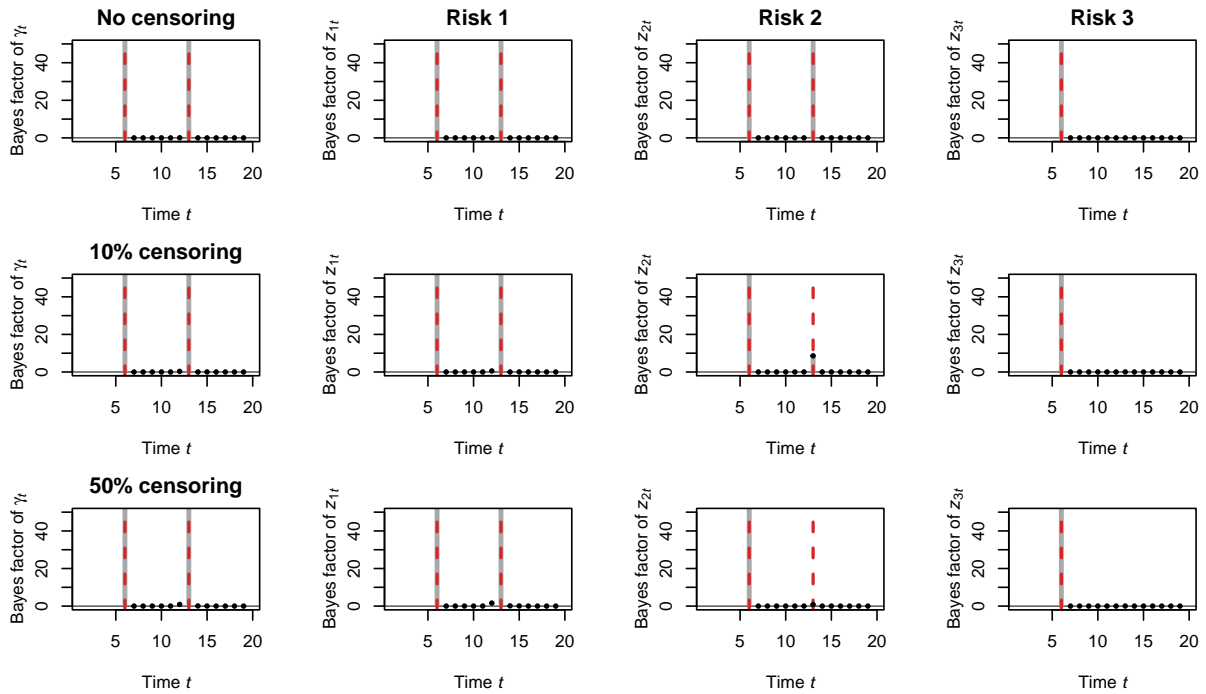 No censoring
Risk 1
Risk 2
Risk 3
Bayes factor of γt
40
20
0
5 10 15 20
Time t
Bayes factor of z1t
40
20
0
5 10 15 20
Time t
Bayes factor of z2t
40
20
0
5 10 15 20
Time t
Bayes factor of z3t
40
20
0
5 10 15 20
Time t
10% censoring
Bayes factor of γt
40
20
0
5 10 15 20
Time t
Bayes factor of z1t
40
20
0
5 10 15 20
Time t
Bayes factor of z2t
40
20
0
5 10 15 20
Time t
Bayes factor of z3t
40
20
0
5 10 15 20
Time t
50% censoring
Bayes factor of γt
40
20
0
5 10 15 20
Time t
Bayes factor of z1t
40
20
0
5 10 15 20
Time t
Bayes factor of z2t
40
20
0
5 10 15 20
Time t
Bayes factor of z3t
40
20
0
5 10 15 20
Time t